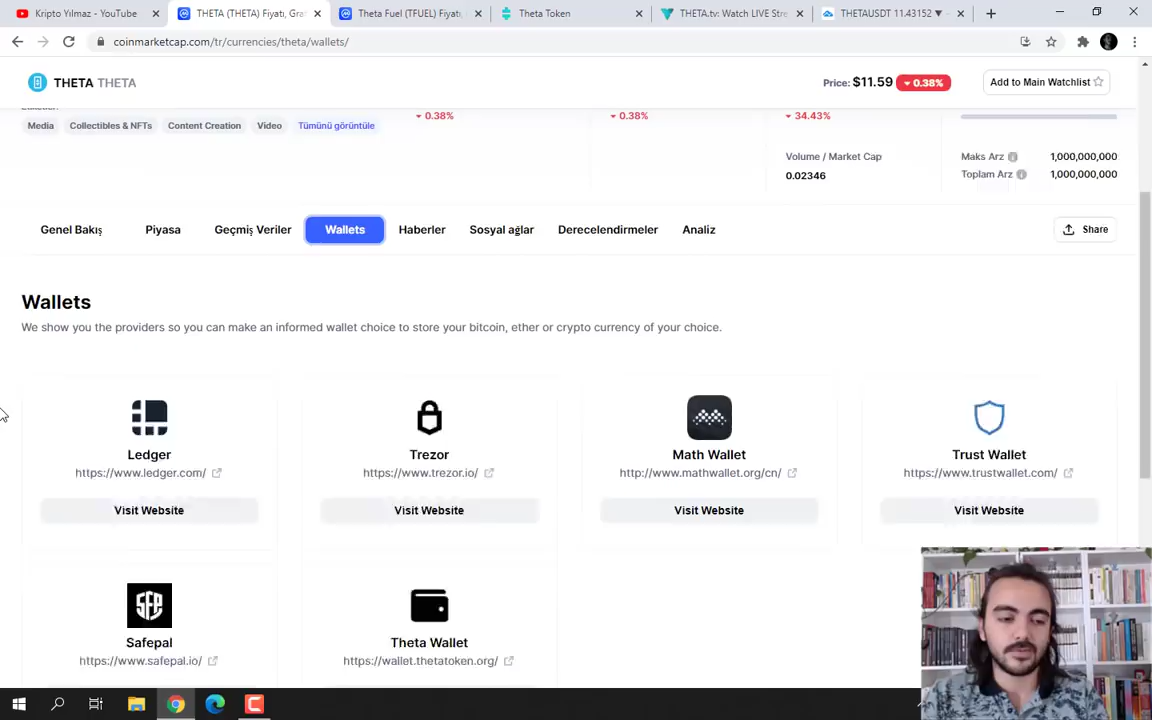 Kripto Yılmaz - YouTube
THETA (THETA) Fiyatı, Gra
Theta Fuel (TFUEL) Fiyatı,
Theta Token
THETA.tv: Watch LIVE Stre
THETAUSDT 11.43152 ▼ −
coinmarketcap.com/tr/currencies/theta/wallets/
THETA THETA
Price: $11.59 0.38%
Add to Main Watchlist
Media
Collectibles & NFTs
Content Creation
Video
Tümünü görüntüle
0.38%
0.38%
34.43%
Volume / Market Cap
0.02346
Maks Arz 1,000,000,000
Toplam Arz 1,000,000,000
Genel Bakış
Piyasa
Geçmiş Veriler
Wallets
Haberler
Sosyal ağlar
Derecelendirmeler
Analiz
Share
Wallets
We show you the providers so you can make an informed wallet choice to store your bitcoin, ether or crypto currency of your choice.
Ledger
https://www.ledger.com/
Visit Website
Trezor
https://www.trezor.io/
Visit Website
Math Wallet
http://www.mathwallet.org/cn/
Visit Website
Trust Wallet
https://www.trustwallet.com/
Visit Website
SFP
Safepal
https://www.safepal.io/
Theta Wallet
https://wallet.thetatoken.org/